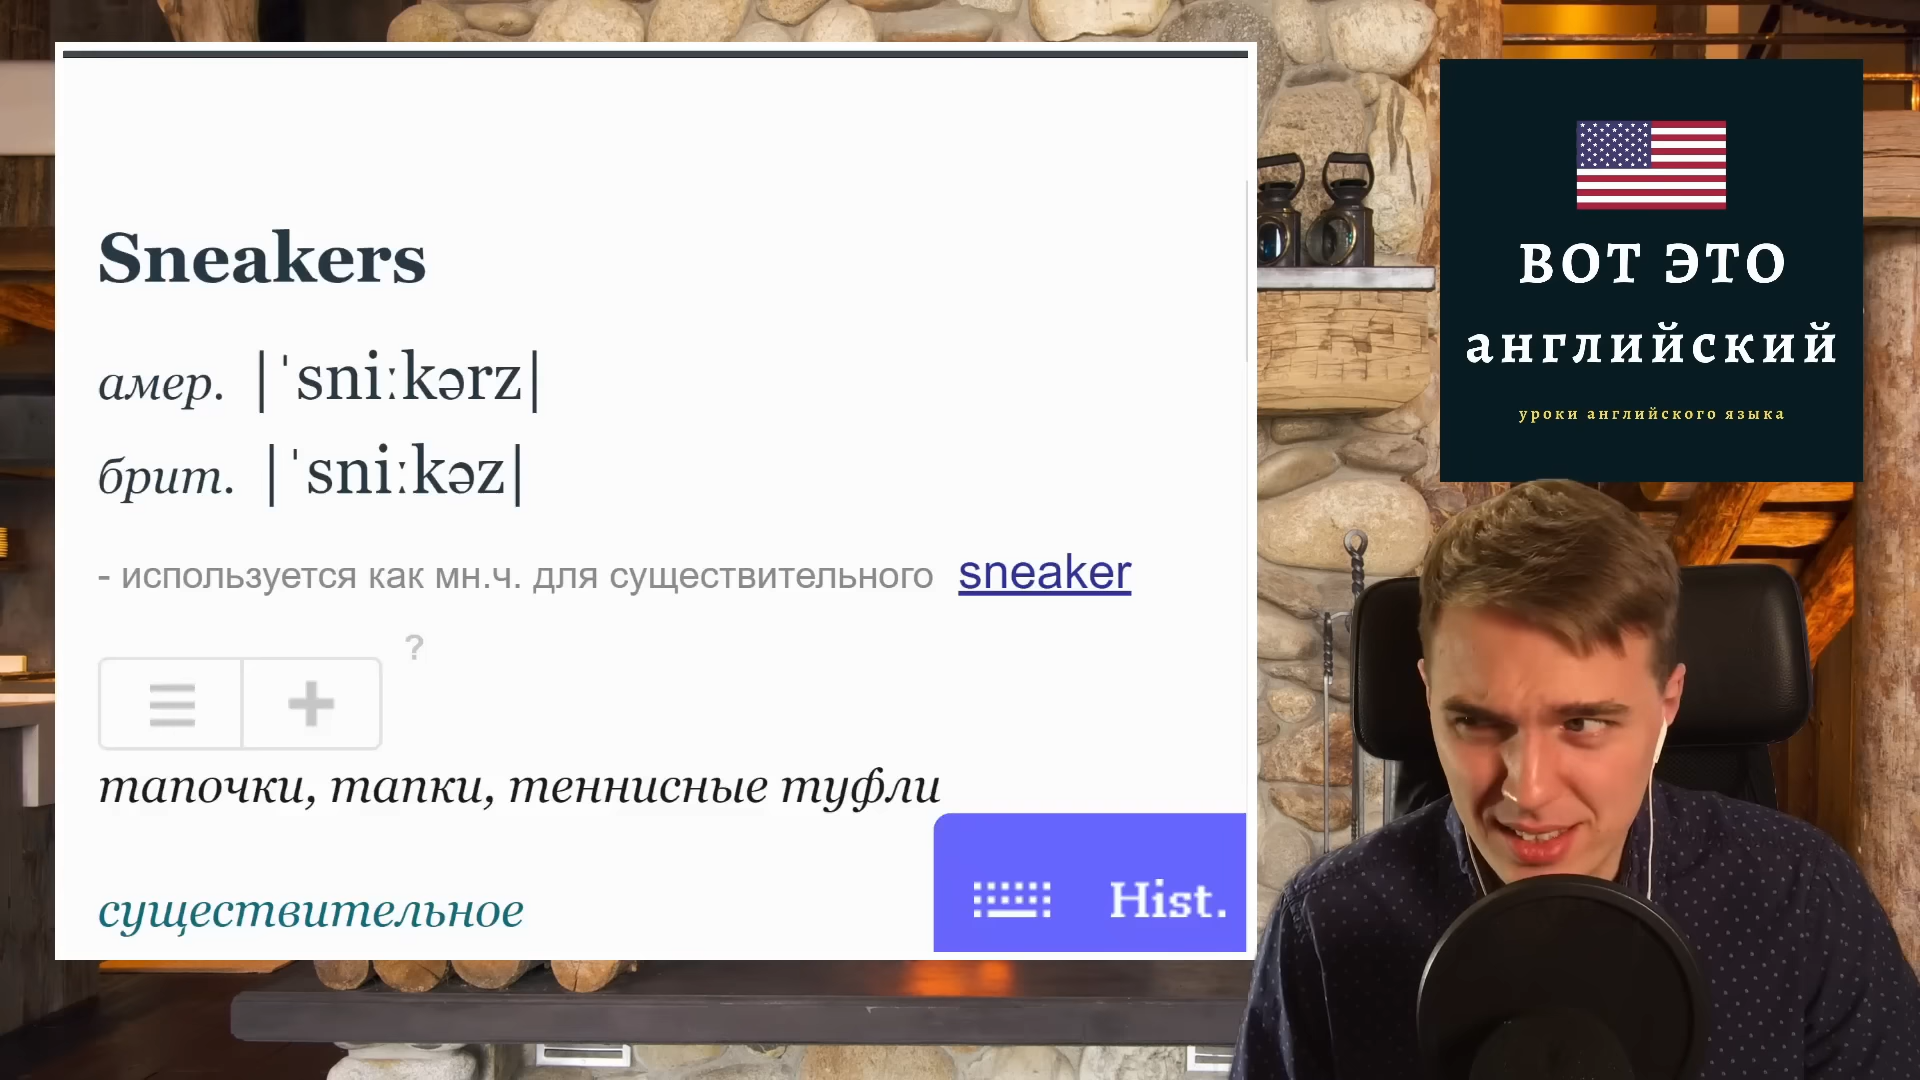 Sneakers
амер. |ˈsniːkərz|
брит. |ˈsniːkəz|
- используется как мн.ч. для существительного sneaker
?
тапочки, тапки, теннисные туфли
существительное
Hist.
ВОТ ЭТО
английский
уроки английского языка